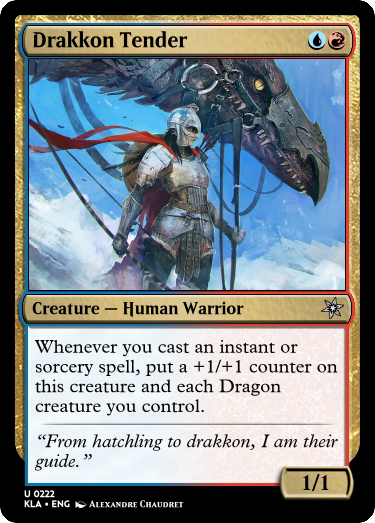 Drakkon Tender
Creature — Human Warrior
Whenever you cast an instant or
sorcery spell, put a +1/+1 counter on
this creature and each Dragon
creature you control.
“From hatchling to drakkon, I am their
guide.”
1/1
U 0222
KLA • ENG Alexandre Chaudret